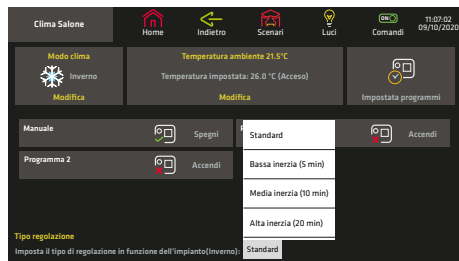 Clima Salone
Home
Indietro
Scenari
Luci
ON
Comandi
11:07:02
09/10/2020
Modo clima
Inverno
Modifica
Temperatura ambiente 21.5°C
Temperatura impostata: 26.0 °C (Acceso)
Modifica
Impostata programmi
Manuale
Spegni
Accendi
Programma 2
Accendi
Standard
Bassa inerzia (5 min)
Media inerzia (10 min)
Alta inerzia (20 min)
Tipo regolazione
Imposta il tipo di regolazione in funzione dell'impianto(Inverno):
Standard